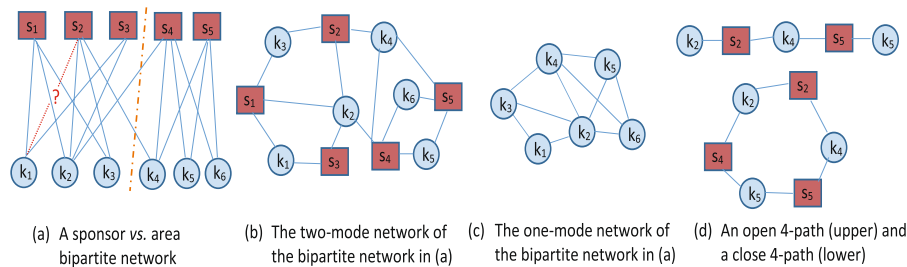 s1 s2 s3 s4 s5
?
k1 k2 k3 k4 k5 k6
(a) A sponsor vs. area
bipartite network
k3 s2 k4
s1 k2 k6 s5
k1 s3 s4 k5
(b) The two-mode network of
the bipartite network in (a)
k4 k5
k3
k1 k2 k6
(c) The one-mode network of
the bipartite network in (a)
k2 s2 k4 s5 k5
s2
k2
s4 k4
k5 s5
(d) An open 4-path (upper) and
a close 4-path (lower)